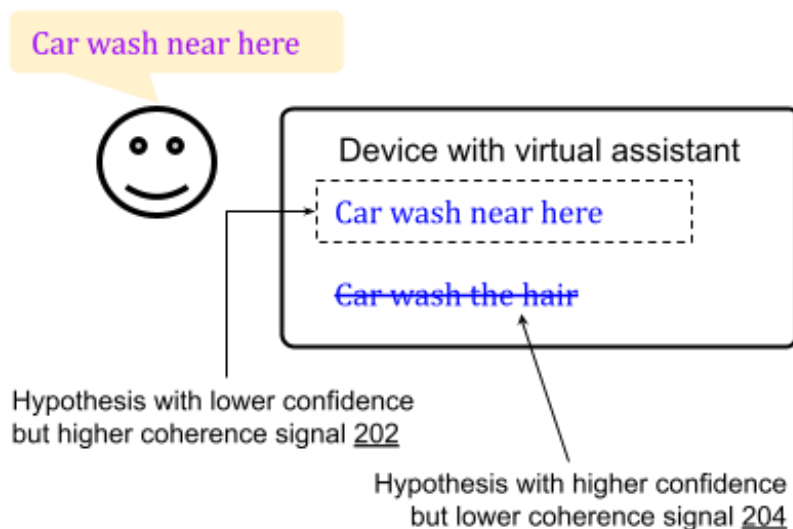 Car wash near here
Device with virtual assistant
Car wash near here
Car wash the hair
Hypothesis with lower confidence
but higher coherence signal 202
Hypothesis with higher confidence
but lower coherence signal 204